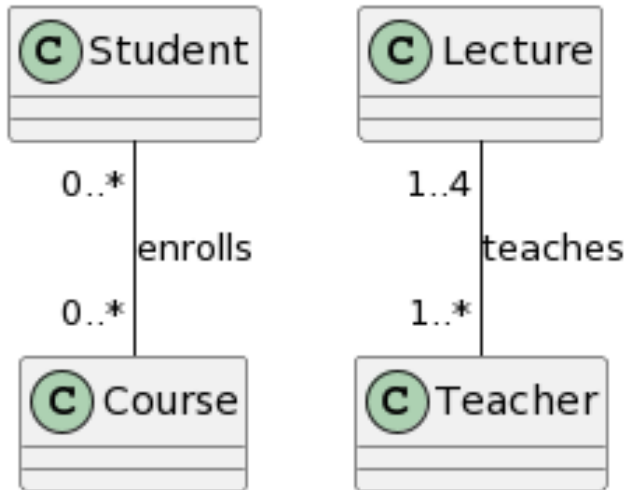 C Student
0..*
enrolls
0..*
C Course
C Lecture
1..4
teaches
1..*
C Teacher